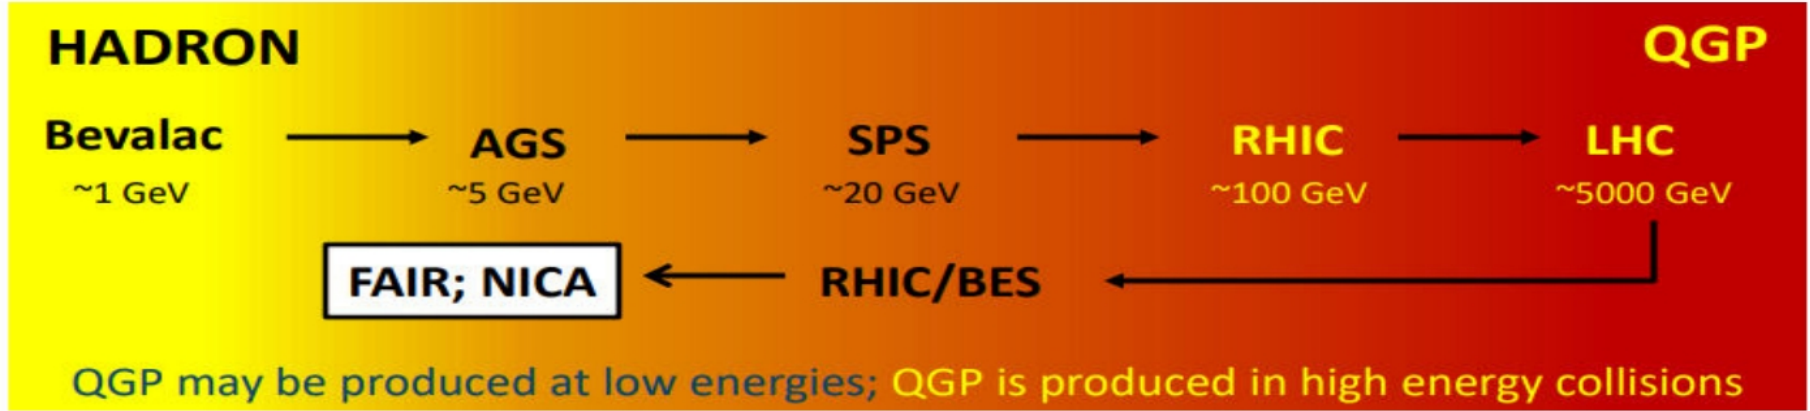 HADRON QGP
Bevalac AGS SPS RHIC LHC
~1 GeV ~5 GeV ~20 GeV ~100 GeV ~5000 GeV
FAIR; NICA RHIC/BES
QGP may be produced at low energies; QGP is produced in high energy collisions